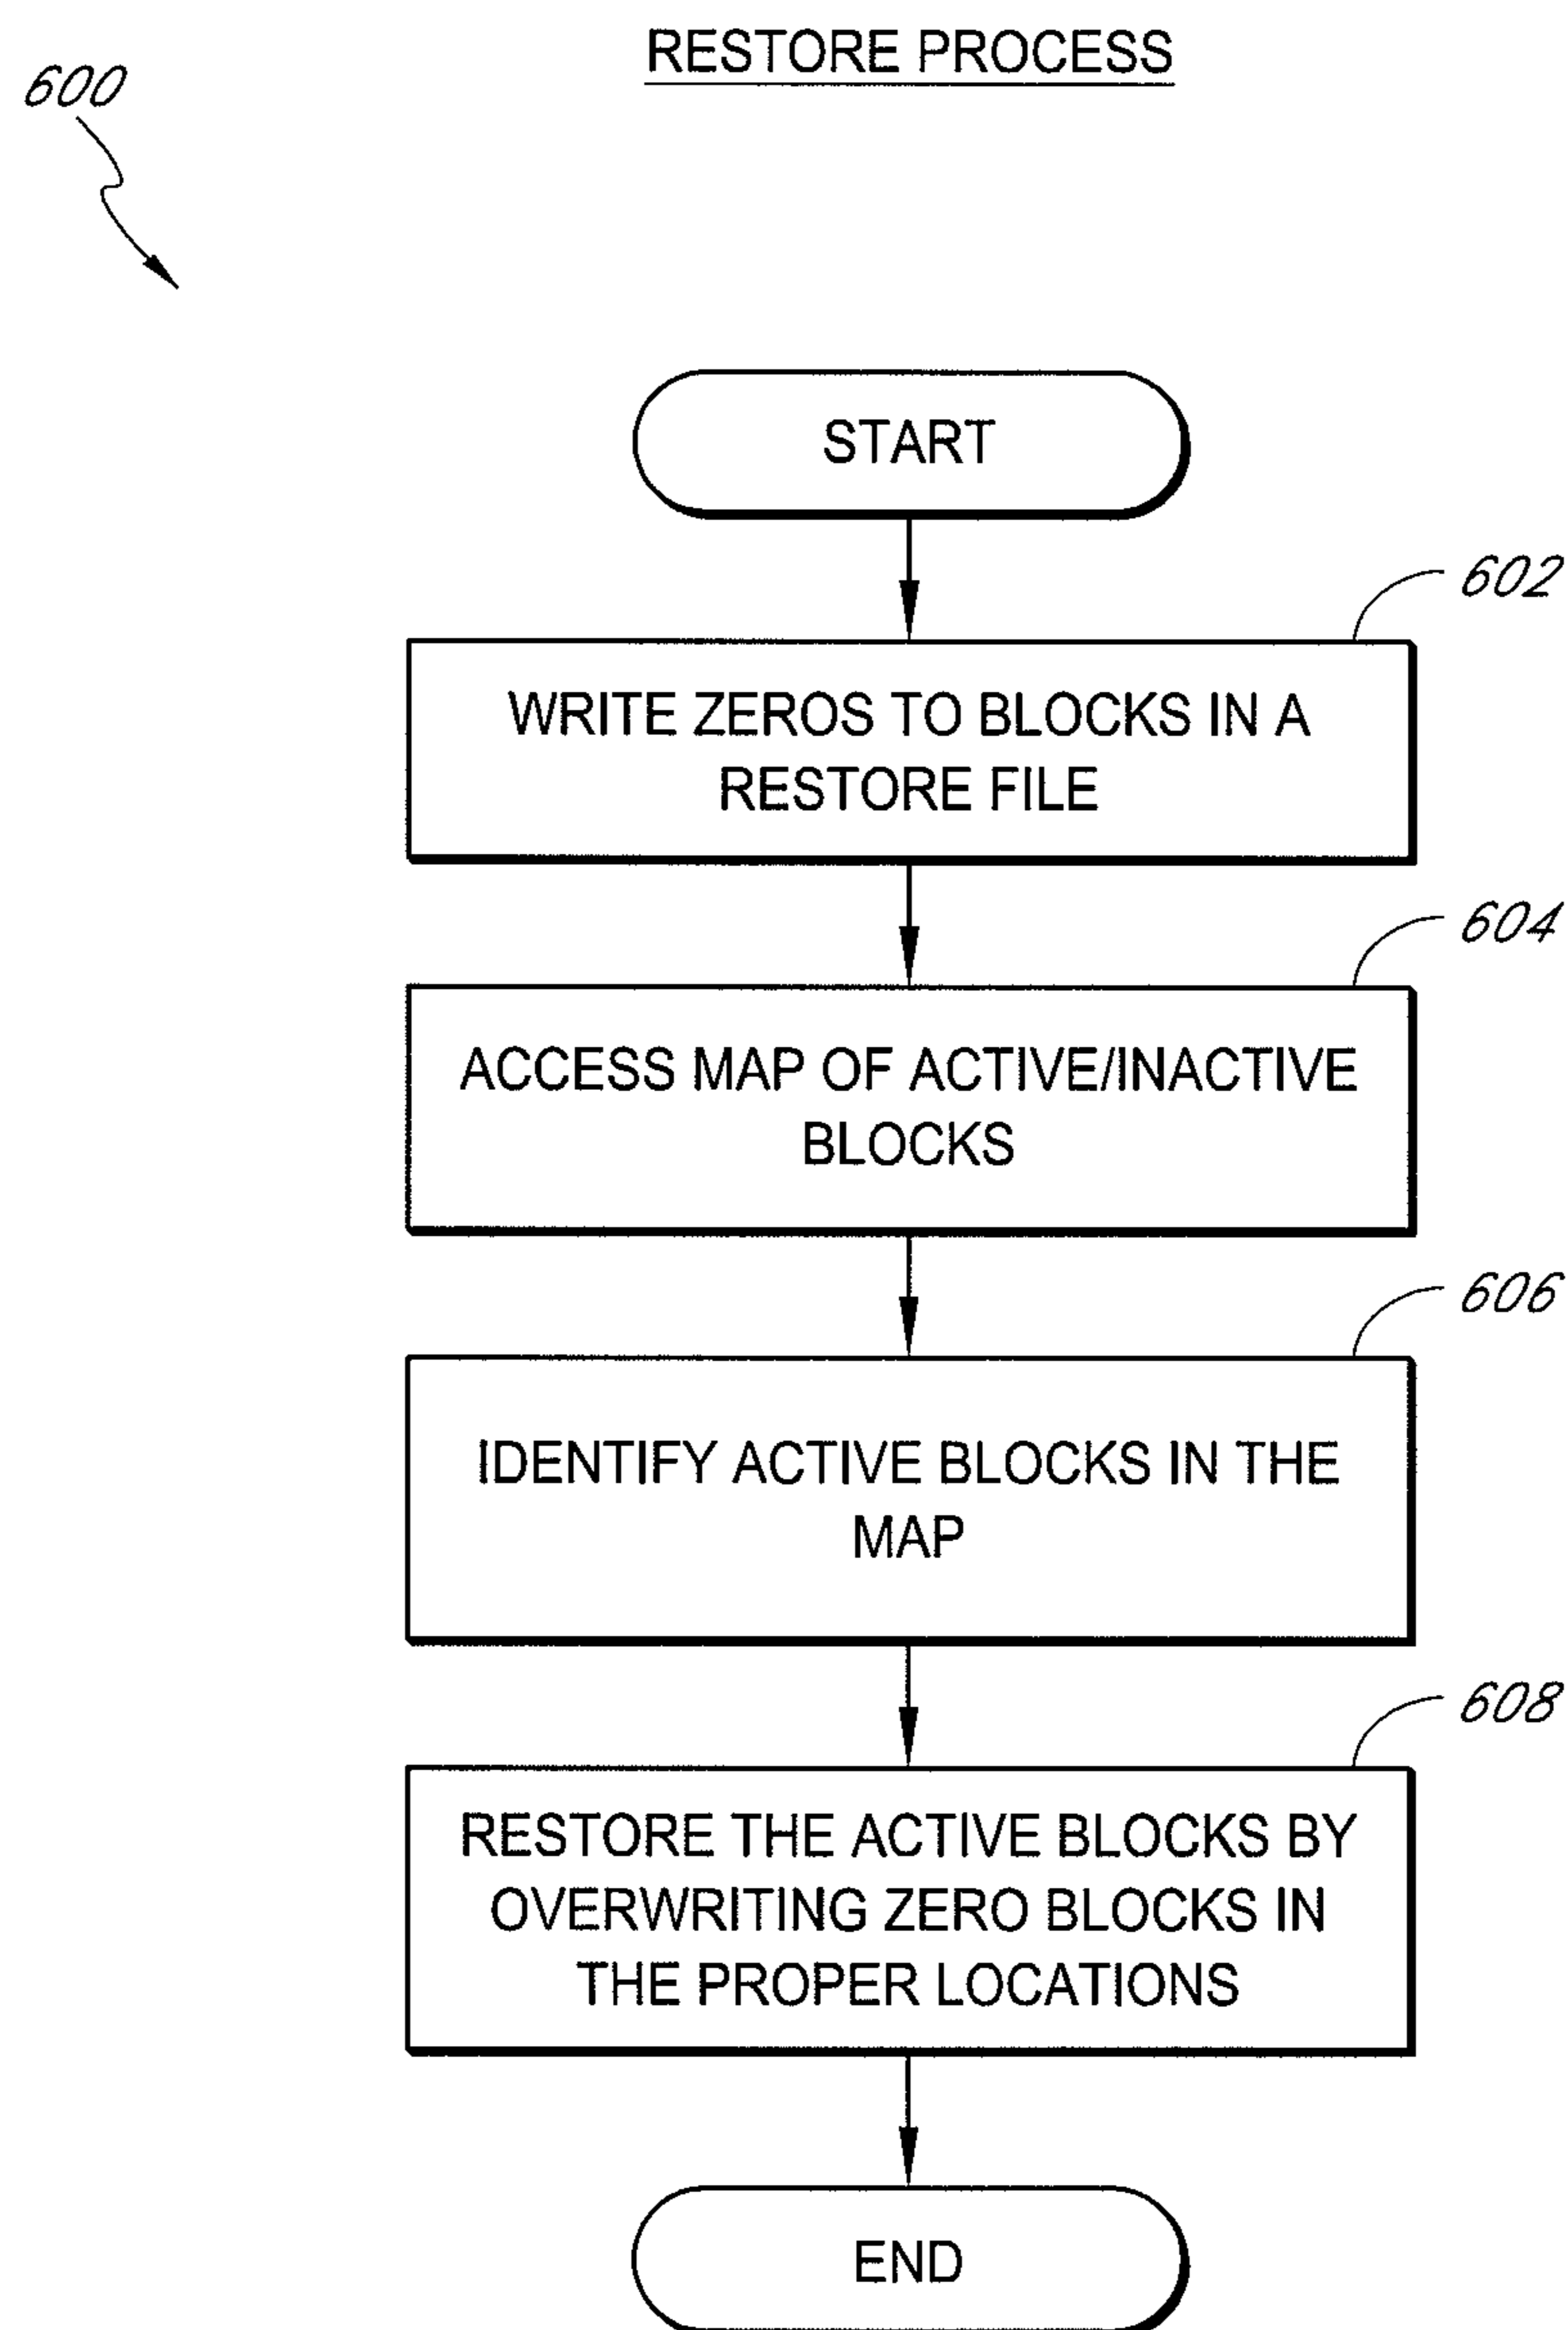 RESTORE PROCESS
600
START
602
WRITE ZEROS TO BLOCKS IN A
RESTORE FILE
604
ACCESS MAP OF ACTIVE/INACTIVE
BLOCKS
606
IDENTIFY ACTIVE BLOCKS IN THE
MAP
608
RESTORE THE ACTIVE BLOCKS BY
OVERWRITING ZERO BLOCKS IN
THE PROPER LOCATIONS
END